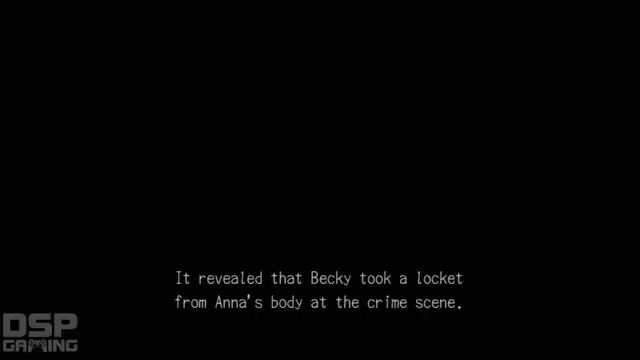 It revealed that Becky took a locket
from Anna's body at the crime scene.
DSP
GAMING